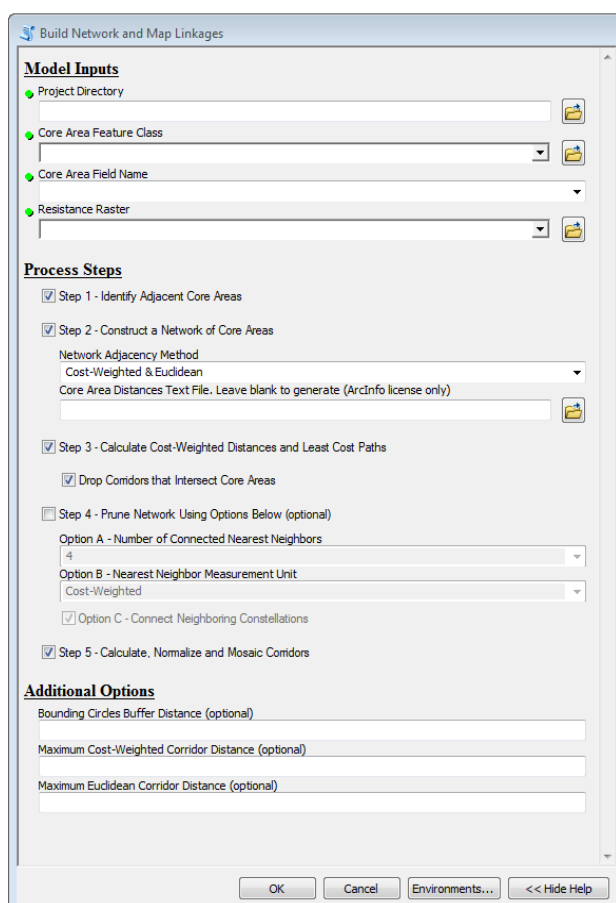 Build Network and Map Linkages
Model Inputs
Project Directory
Core Area Feature Class
Core Area Field Name
Resistance Raster
Process Steps
Step 1 - Identify Adjacent Core Areas
Step 2 - Construct a Network of Core Areas
Network Adjacency Method
Cost-Weighted & Euclidean
Core Area Distances Text File. Leave blank to generate (ArcInfo license only)
Step 3 - Calculate Cost-Weighted Distances and Least Cost Paths
Drop Corridors that Intersect Core Areas
Step 4 - Prune Network Using Options Below (optional)
Option A - Number of Connected Nearest Neighbors
4
Option B - Nearest Neighbor Measurement Unit
Cost-Weighted
Option C - Connect Neighboring Constellations
Step 5 - Calculate, Normalize and Mosaic Corridors
Additional Options
Bounding Circles Buffer Distance (optional)
Maximum Cost-Weighted Corridor Distance (optional)
Maximum Euclidean Corridor Distance (optional)
OK Cancel Environments... << Hide Help